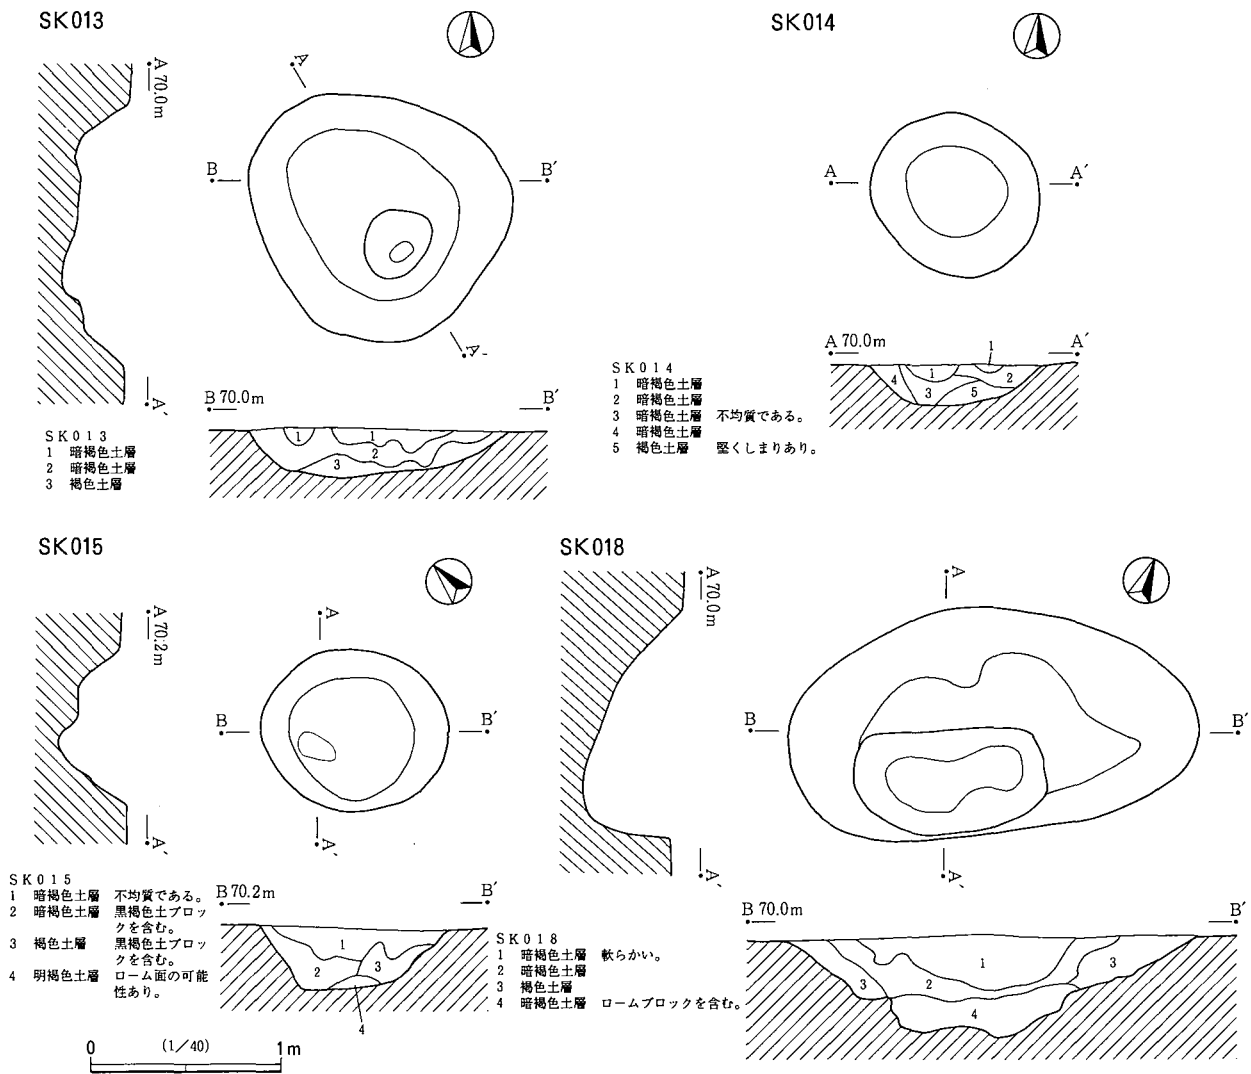 SK013
A 70.0m
A
B
B′
A′
A′
B 70.0m
B′
1
1
2
3
SK013
1 暗褐色土層
2 暗褐色土層
3 褐色土層
SK014
A
A′
A 70.0m
A′
1
1
2
3
4
5
SK014
1 暗褐色土層
2 暗褐色土層
3 暗褐色土層 不均質である。
4 暗褐色土層
5 褐色土層 堅くしまりあり。
SK015
A 70.2m
A
B
B′
A′
A′
SK015
1 暗褐色土層 不均質である。
2 暗褐色土層 黒褐色土ブロッ
クを含む。
3 褐色土層 黒褐色土ブロッ
クを含む。
4 明褐色土層 ローム面の可能
性あり。
B 70.2m
B′
1
2
3
4
SK018
A 70.0m
A
B
B′
A′
A′
SK018
1 暗褐色土層 軟らかい。
2 暗褐色土層
3 褐色土層
4 暗褐色土層 ロームブロックを含む。
B 70.0m
B′
1
2
3
3
4
0 (1/40) 1m